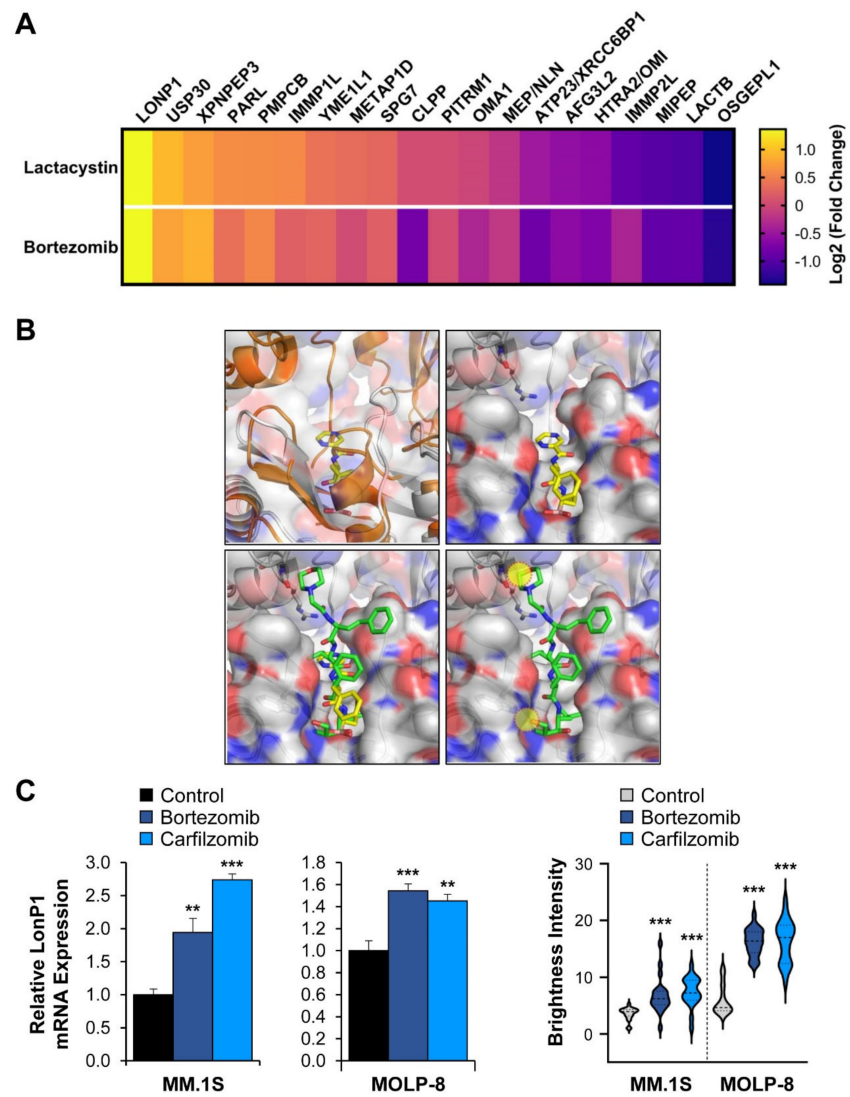 A
LONP1
USP30
XPNPEP3
PARL
PMPCB
IMMP1L
YME1L1
METAP1D
SPG7
CLPP
PITRM1
OMA1
MEP/NLN
ATP23/XRCC6BP1
AFG3L2
HTRA2/OMI
IMMP2L
MIPEP
LACTB
OSGEPL1
Lactacystin
Bortezomib
1.0
0.5
0
-0.5
-1.0
Log2 (Fold Change)
B
C
Control
Bortezomib
Carfilzomib
Relative LonP1
mRNA Expression
3.0
2.5
2.0
1.5
1.0
0.5
0.0
**
***
MM.1S
1.8
1.6
1.4
1.2
1.0
0.8
0.6
0.4
0.2
0.0
***
**
MOLP-8
Control
Bortezomib
Carfilzomib
Brightness Intensity
30
20
10
0
***
***
***
***
MM.1S
MOLP-8